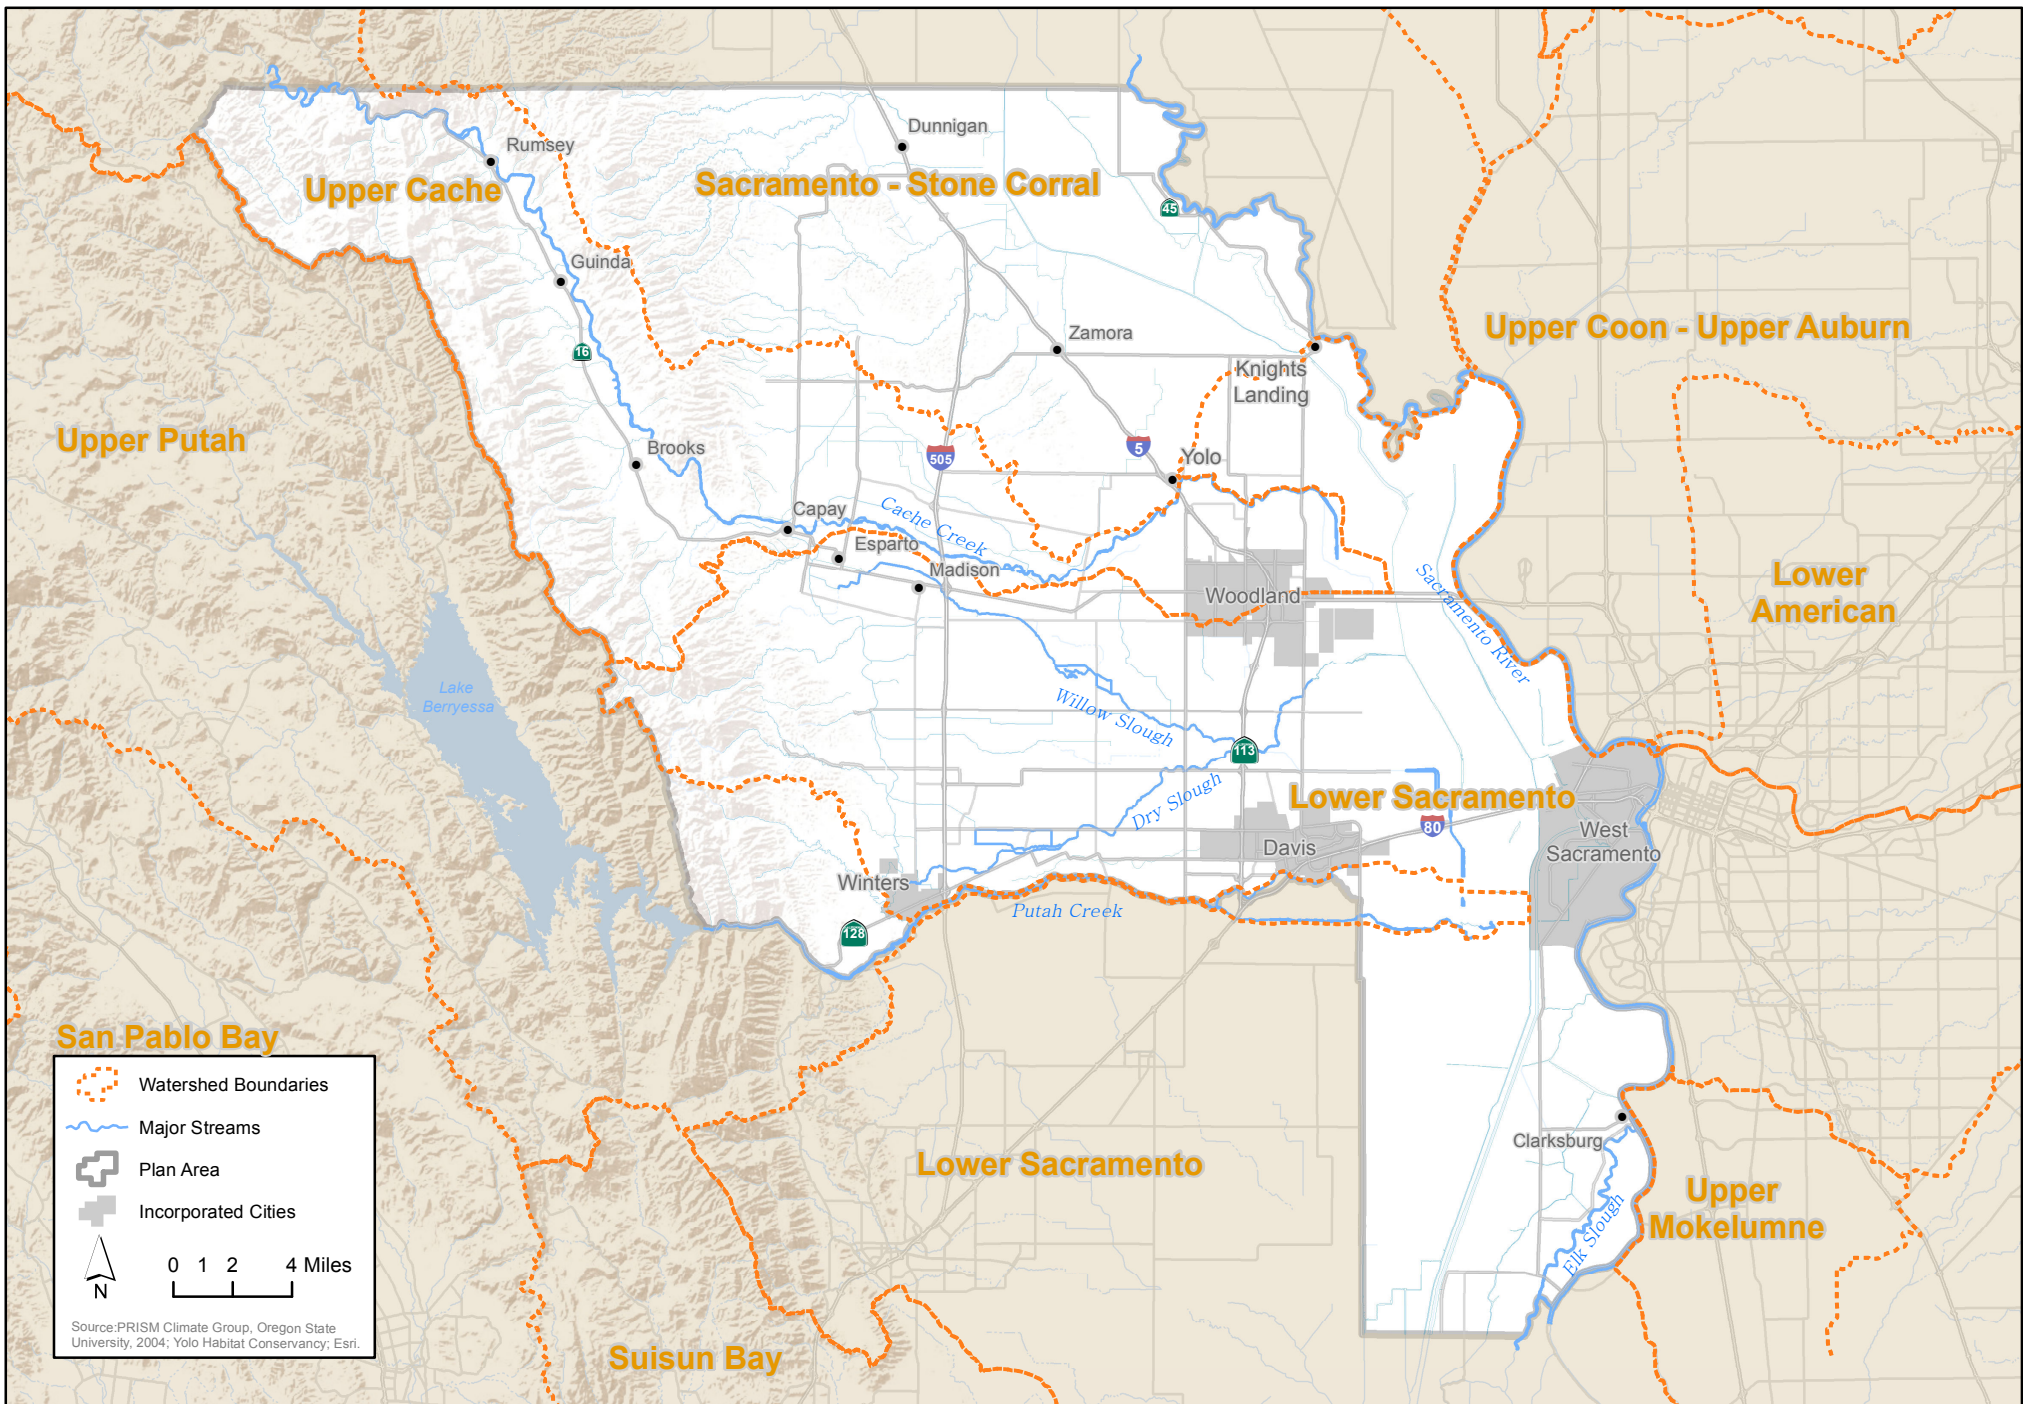 Dunnigan
Rumsey
Upper Cache
Sacramento - Stone Corral
45
Guinda
16
Zamora
Knights
Landing
Upper Coon - Upper Auburn
Upper Putah
Brooks
505
5
Yolo
Capay
Cache Creek
Esparto
Madison
Woodland
Sacramento River
Lower
American
Lake
Berryessa
Willow Slough
113
Dry Slough
Lower Sacramento
80
West
Sacramento
Davis
Winters
128
Putah Creek
San Pablo Bay
Watershed Boundaries
Major Streams
Plan Area
Incorporated Cities
N
0 1 2 4 Miles
Source:PRISM Climate Group, Oregon State
University, 2004; Yolo Habitat Conservancy; Esri.
Clarksburg
Lower Sacramento
Elk Slough
Upper
Mokelumne
Suisun Bay